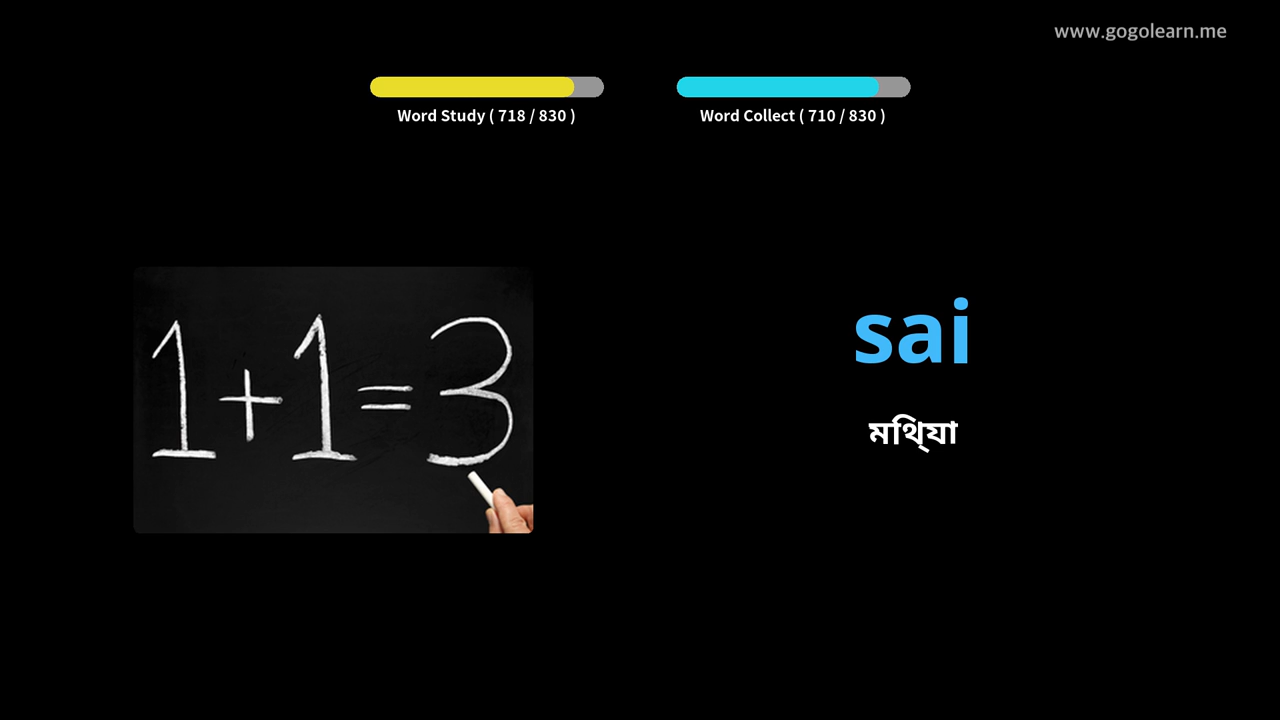 www.gogolearn.me
Word Study ( 718 / 830 )
Word Collect ( 710 / 830 )
1+1=3
sai
মিথ্যা